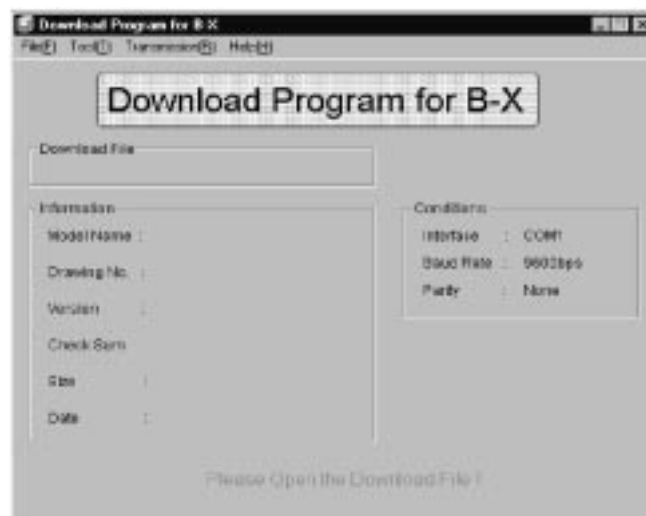 Download Program for B-X
File(F) Tool(T) Transmission(R) Help(H)
Download Program for B-X
Download File
Information
Model Name :
Drawing No. :
Version :
Check Sum
Size :
Date :
Conditions
Interfase : COM1
Baud Rate : 9600bps
Parity : None
Please Open the Download File !